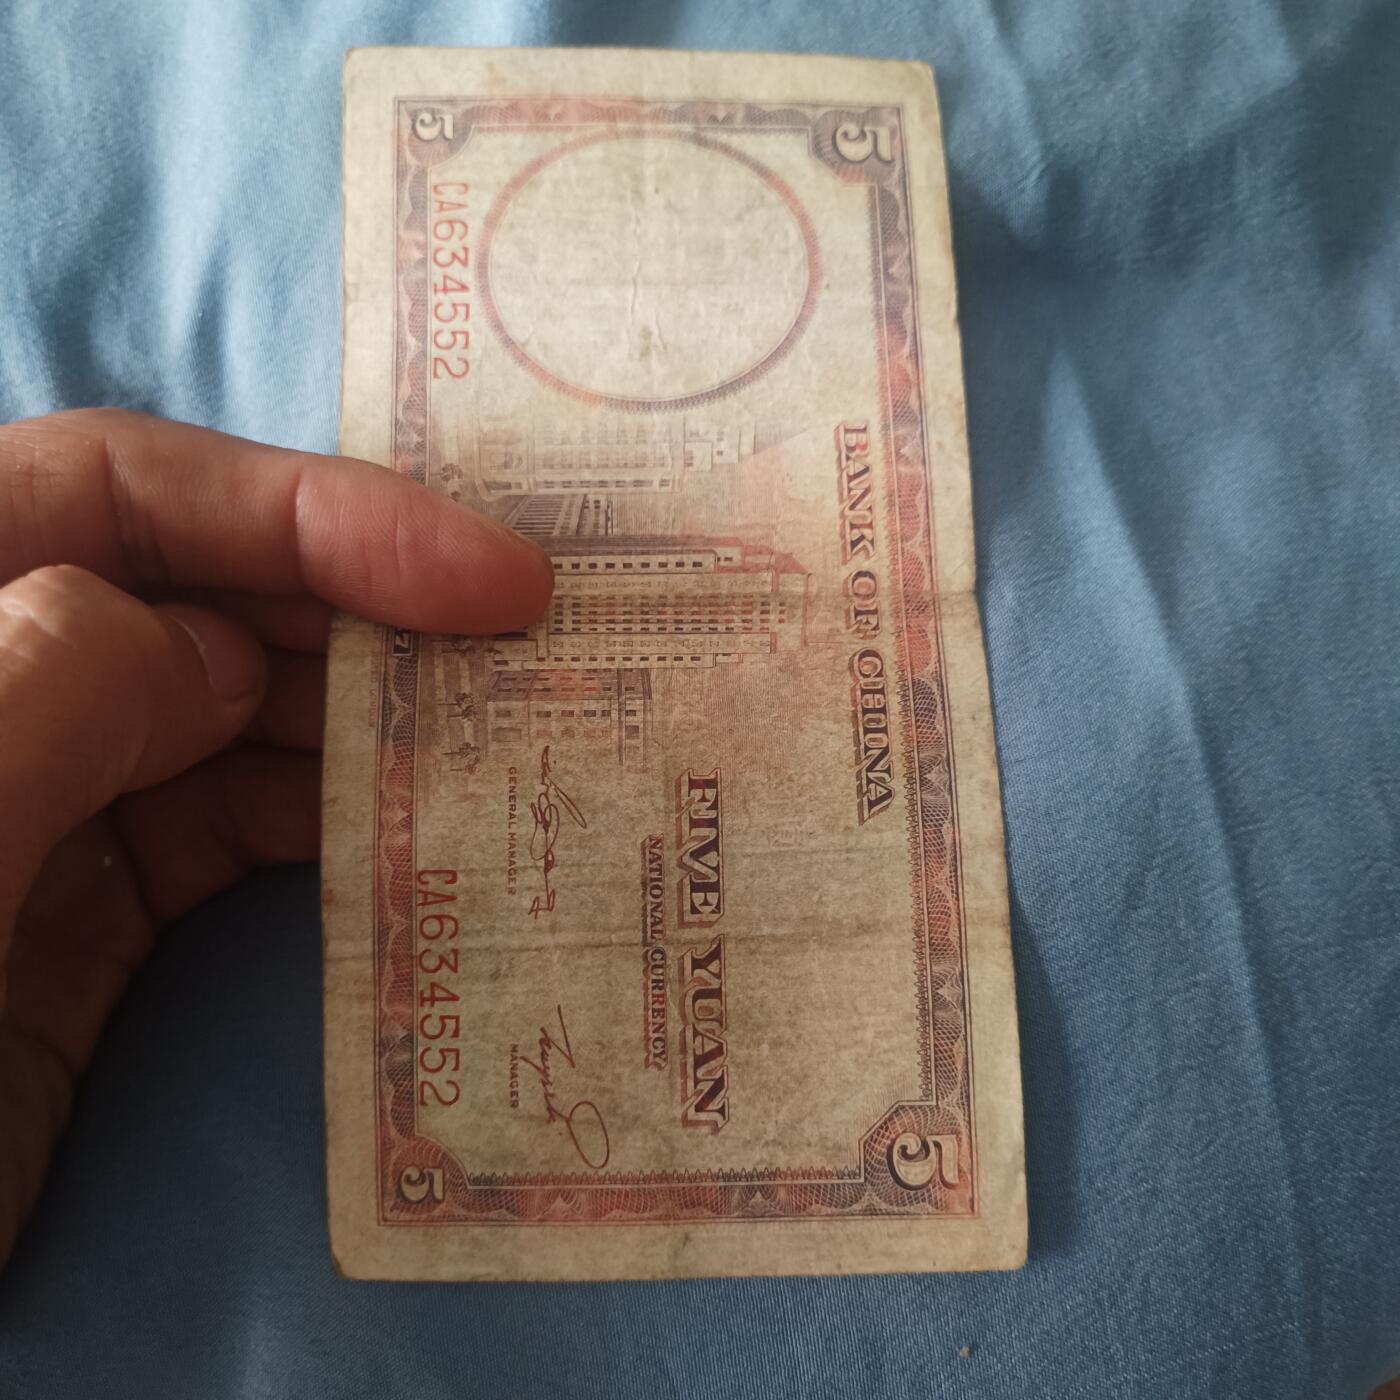 5
5
CA634552
BANK OF CHINA
FIVE YUAN
NATIONAL CURRENCY
GENERAL MANAGER
MANAGER
CA634552
5
5